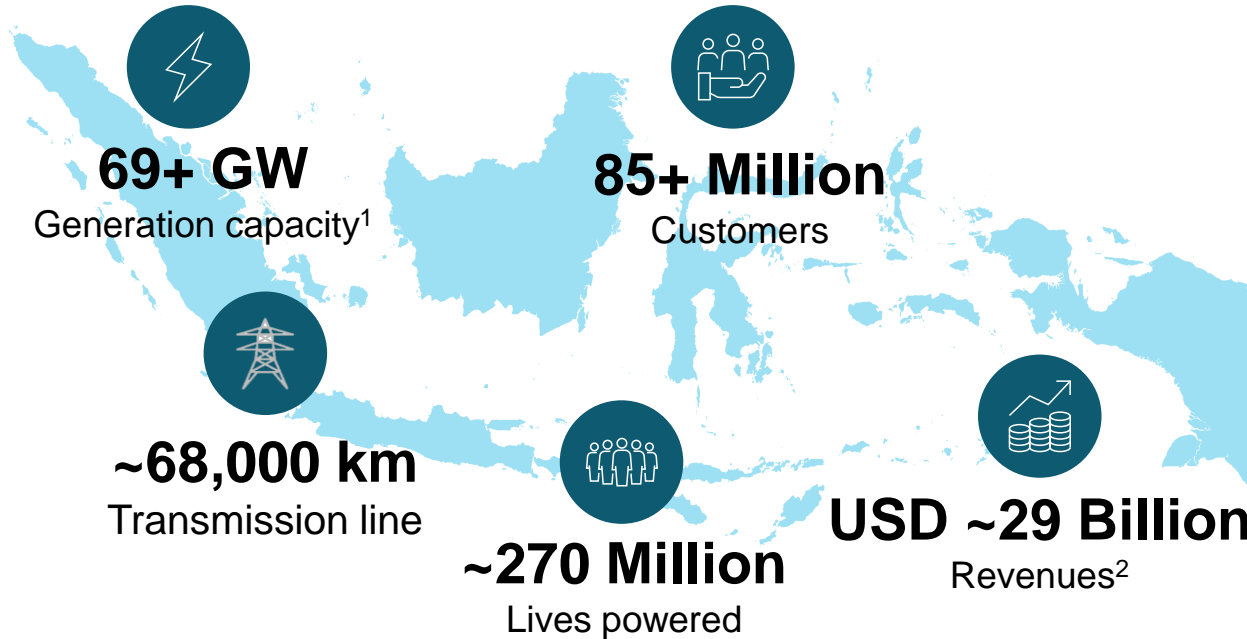 69+ GW
Generation capacity¹
85+ Million
Customers
~68,000 km
Transmission line
~270 Million
Lives powered
USD ~29 Billion
Revenues²